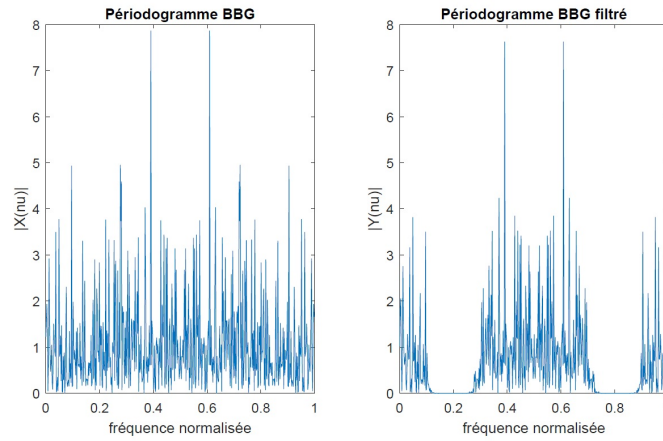 Périodogramme BBG
8
7
6
5
4
3
2
1
0
|X(nu)|
0 0.2 0.4 0.6 0.8 1
fréquence normalisée
Périodogramme BBG filtré
8
7
6
5
4
3
2
1
0
|Y(nu)|
0 0.2 0.4 0.6 0.8
fréquence normalisée